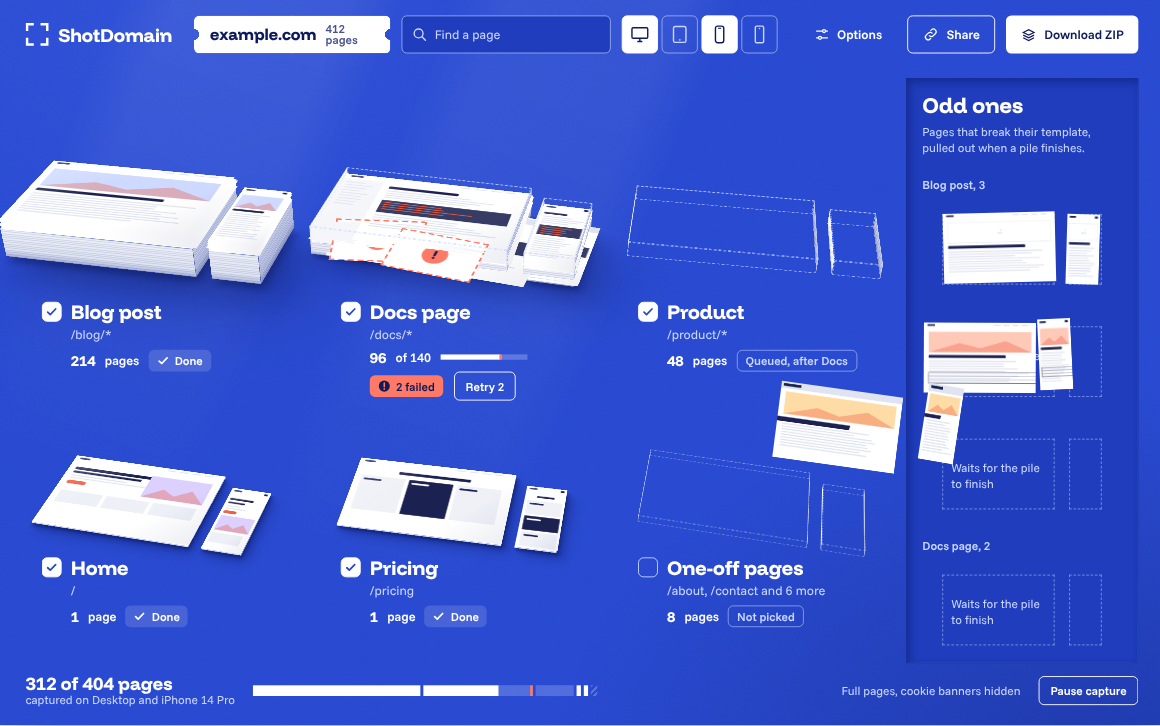 ShotDomain
example.com
412 pages
Find a page
Options
Share
Download ZIP
Odd ones
Pages that break their template,
pulled out when a pile finishes.
Blog post, 3
Blog post
/blog/*
214 pages
Done
Docs page
/docs/*
96 of 140
2 failed
Retry 2
Product
/product/*
48 pages
Queued, after Docs
Waits for the pile
to finish
Docs page, 2
Waits for the pile
to finish
Home
/
1 page
Done
Pricing
/pricing
1 page
Done
One-off pages
/about, /contact and 6 more
8 pages
Not picked
312 of 404 pages
captured on Desktop and iPhone 14 Pro
Full pages, cookie banners hidden
Pause capture